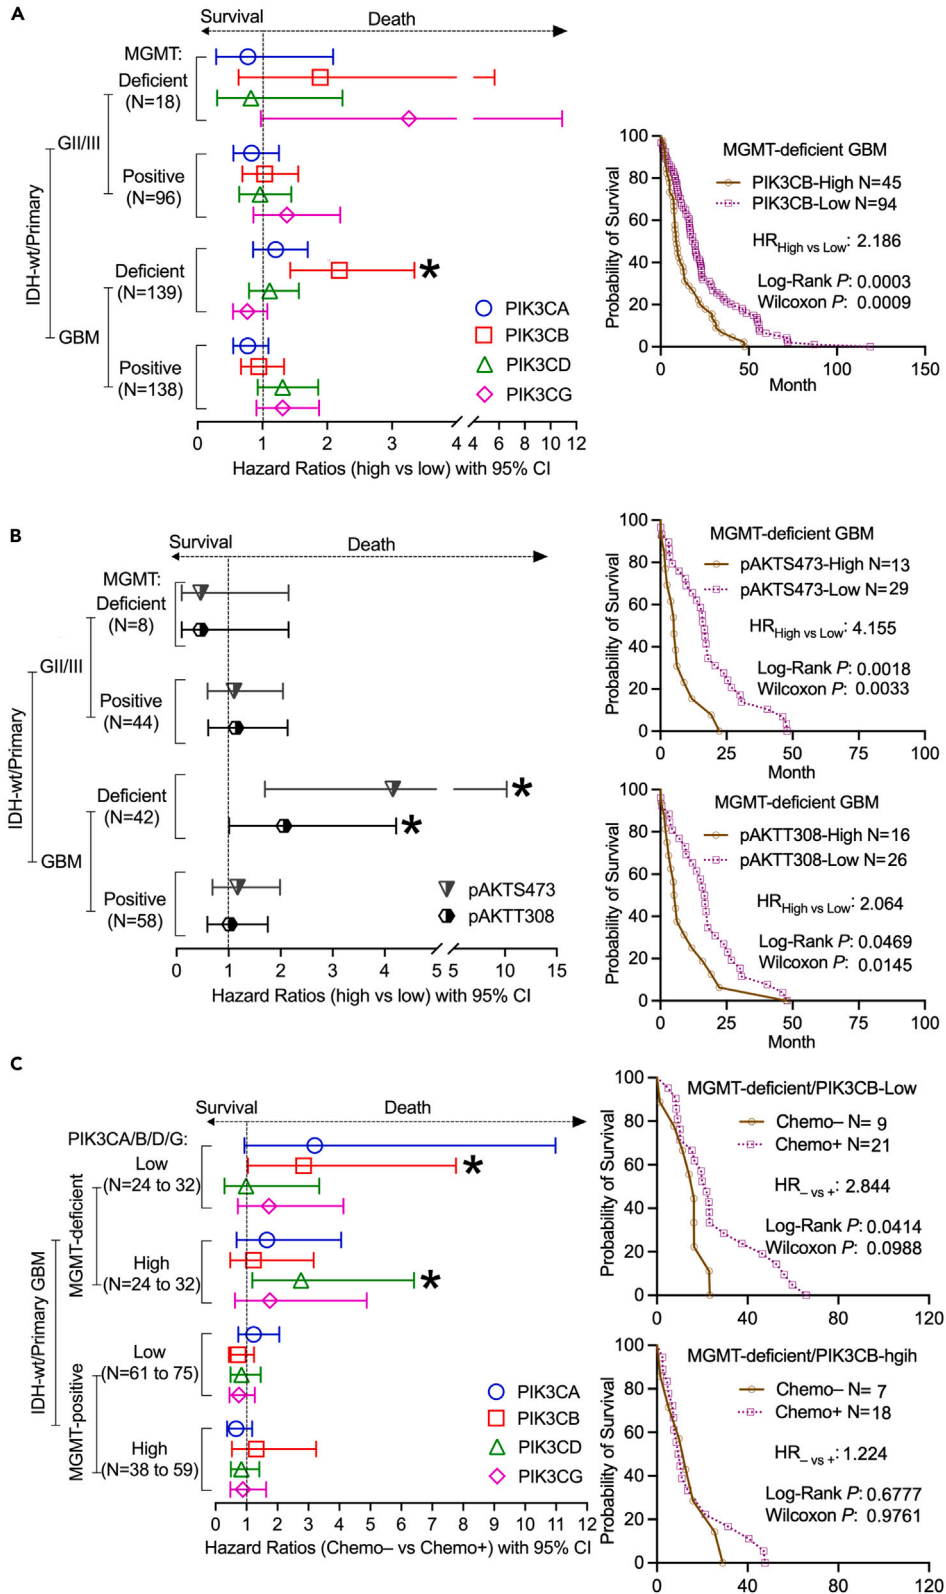 A
Survival
Death
MGMT:
Deficient
(N=18)
GII/III
Positive
(N=96)
IDH-wt/Primary
Deficient
(N=139)
GBM
Positive
(N=138)
PIK3CA
PIK3CB
PIK3CD
PIK3CG
0 1 2 3 4 4 6 8 10 12
Hazard Ratios (high vs low) with 95% CI
*
MGMT-deficient GBM
PIK3CB-High N=45
PIK3CB-Low N=94
HRHigh vs Low: 2.186
Log-Rank P: 0.0003
Wilcoxon P: 0.0009
Probability of Survival
100
80
60
40
20
0
0 50 100 150
Month
B
Survival
Death
MGMT:
Deficient
(N=8)
GII/III
Positive
(N=44)
IDH-wt/Primary
Deficient
(N=42)
GBM
Positive
(N=58)
*
*
pAKTS473
pAKTT308
0 1 2 3 4 5 5 10 15
Hazard Ratios (high vs low) with 95% CI
MGMT-deficient GBM
pAKTS473-High N=13
pAKTS473-Low N=29
HRHigh vs Low: 4.155
Log-Rank P: 0.0018
Wilcoxon P: 0.0033
Probability of Survival
100
80
60
40
20
0
0 25 50 75 100
Month
MGMT-deficient GBM
pAKTT308-High N=16
pAKTT308-Low N=26
HRHigh vs Low: 2.064
Log-Rank P: 0.0469
Wilcoxon P: 0.0145
Probability of Survival
100
80
60
40
20
0
0 25 50 75 100
Month
C
Survival
Death
PIK3CA/B/D/G:
Low
(N=24 to 32)
MGMT-deficient
High
(N=24 to 32)
IDH-wt/Primary GBM
Low
(N=61 to 75)
MGMT-positive
High
(N=38 to 59)
*
*
PIK3CA
PIK3CB
PIK3CD
PIK3CG
0 1 2 3 4 5 6 7 8 9 10 11 12
Hazard Ratios (Chemo– vs Chemo+) with 95% CI
MGMT-deficient/PIK3CB-Low
Chemo– N= 9
Chemo+ N=21
HR– vs +: 2.844
Log-Rank P: 0.0414
Wilcoxon P: 0.0988
Probability of Survival
100
80
60
40
20
0
0 40 80 120
MGMT-deficient/PIK3CB-hgih
Chemo– N= 7
Chemo+ N=18
HR– vs +: 1.224
Log-Rank P: 0.6777
Wilcoxon P: 0.9761
Probability of Survival
100
80
60
40
20
0
0 40 80 120